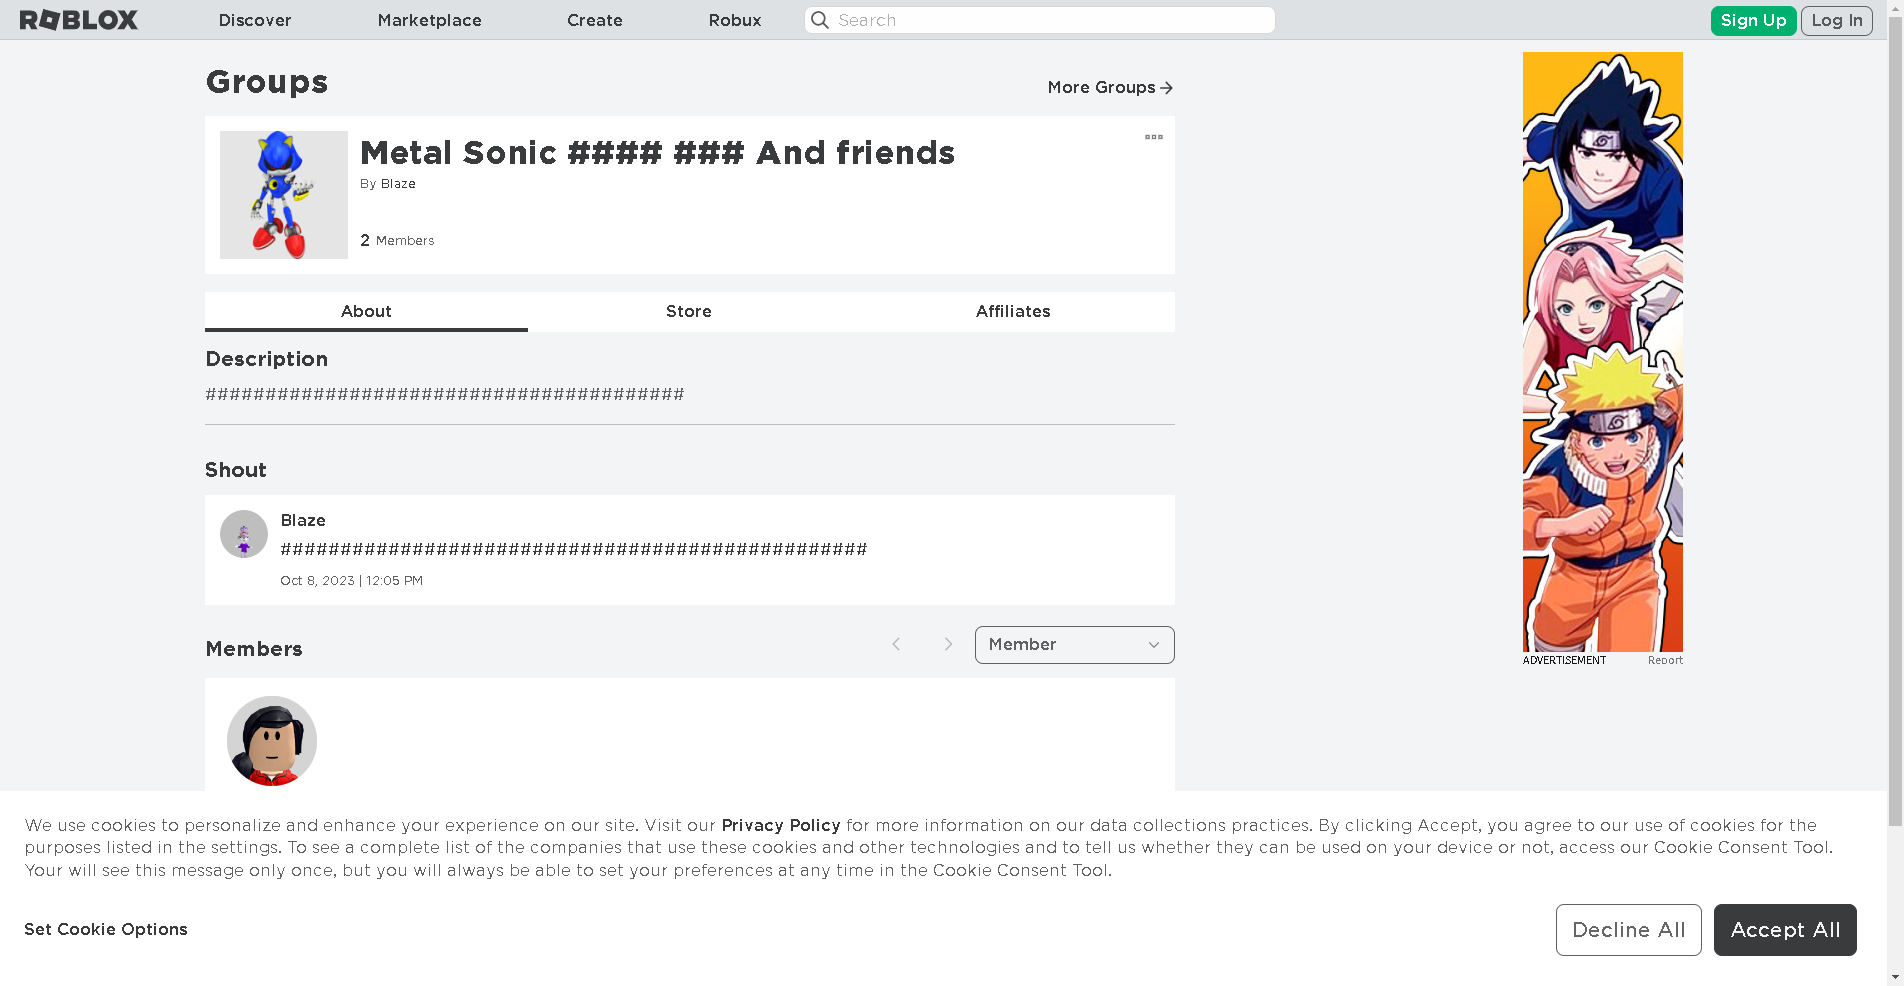 ROBLOX Discover Marketplace Create Robux Search Sign Up Log In
Groups
More Groups
Metal Sonic #### ### And friends
By Blaze
2 Members
About Store Affiliates
Description
########################################
Shout
Blaze
#################################################
Oct 8, 2023 | 12:05 PM
Members
Member
ADVERTISEMENT Report
We use cookies to personalize and enhance your experience on our site. Visit our Privacy Policy for more information on our data collections practices. By clicking Accept, you agree to our use of cookies for the
purposes listed in the settings. To see a complete list of the companies that use these cookies and other technologies and to tell us whether they can be used on your device or not, access our Cookie Consent Tool.
Your will see this message only once, but you will always be able to set your preferences at any time in the Cookie Consent Tool.
Set Cookie Options
Decline All
Accept All